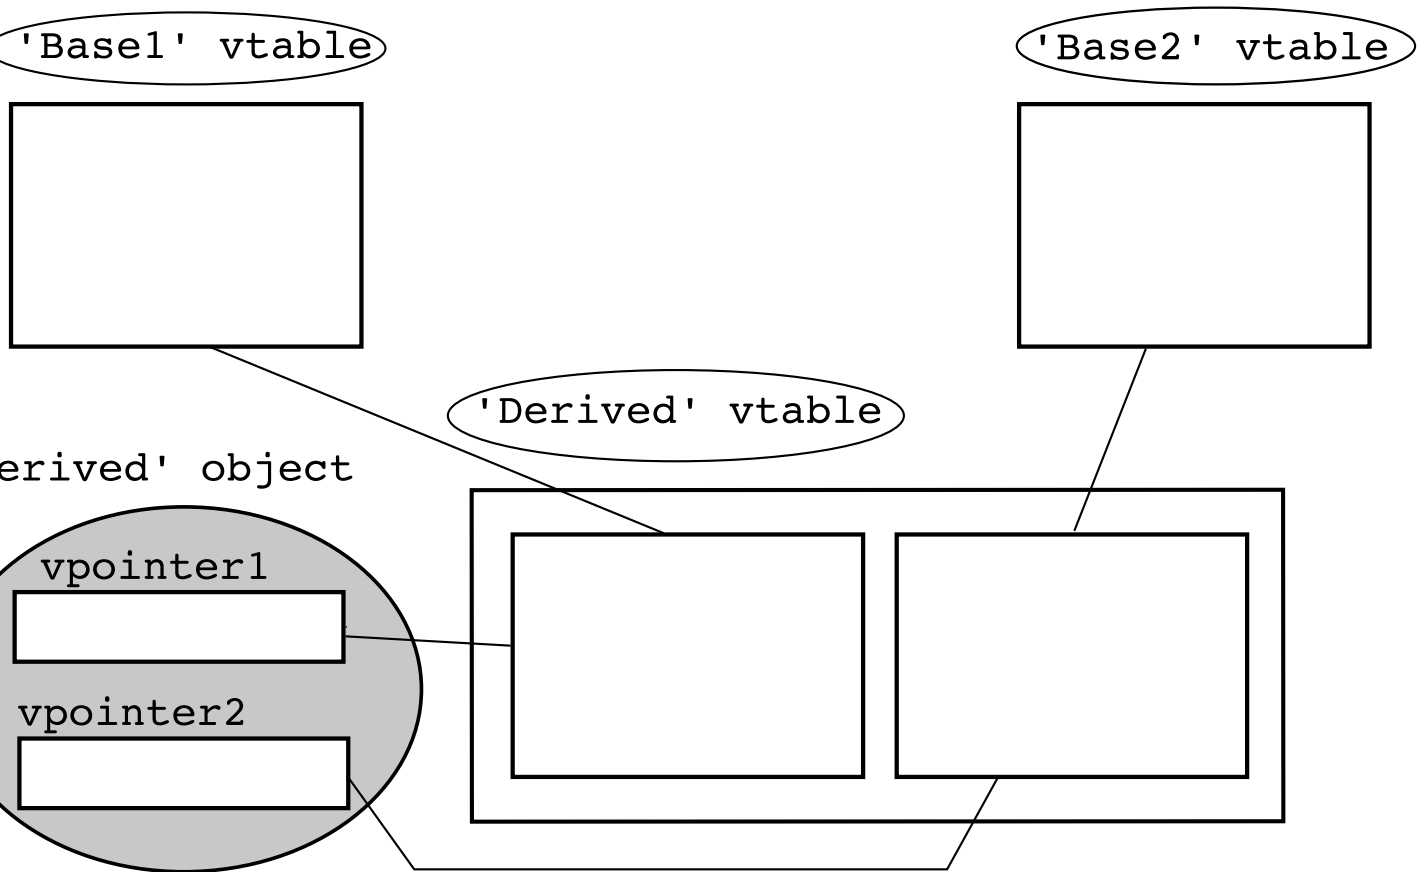 'Base1' vtable
'Base2' vtable
'Derived' vtable
erived' object
vpointer1
vpointer2